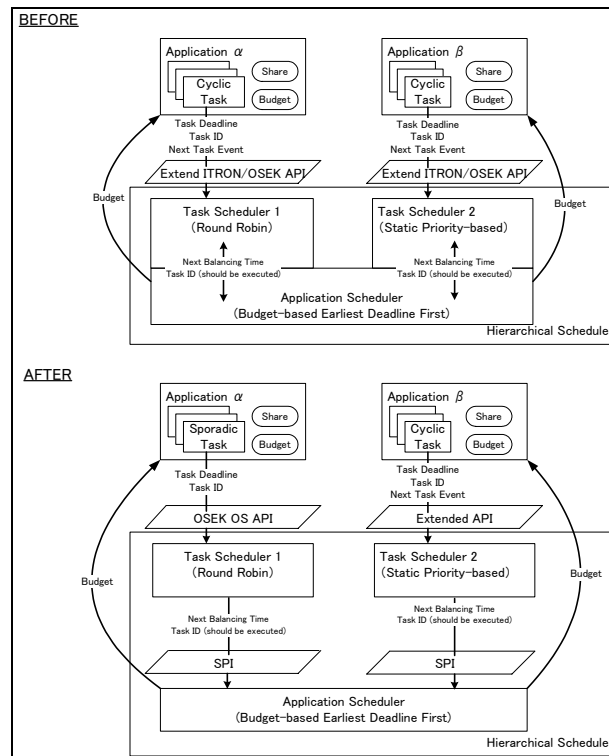 BEFORE
Application α
Share
Budget
Cyclic
Task
Task Deadline
Task ID
Next Task Event
Extend ITRON/OSEK API
Application β
Share
Budget
Cyclic
Task
Task Deadline
Task ID
Next Task Event
Extend ITRON/OSEK API
Budget
Budget
Task Scheduler 1
(Round Robin)
Next Balancing Time
Task ID (should be executed)
Task Scheduler 2
(Static Priority-based)
Next Balancing Time
Task ID (should be executed)
Application Scheduler
(Budget-based Earliest Deadline First)
Hierarchical Schedule
AFTER
Application α
Share
Budget
Sporadic
Task
Task Deadline
Task ID
OSEK OS API
Application β
Share
Budget
Cyclic
Task
Task Deadline
Task ID
Next Task Event
Extended API
Budget
Budget
Task Scheduler 1
(Round Robin)
Next Balancing Time
Task ID (should be executed)
SPI
Task Scheduler 2
(Static Priority-based)
Next Balancing Time
Task ID (should be executed)
SPI
Application Scheduler
(Budget-based Earliest Deadline First)
Hierarchical Schedule